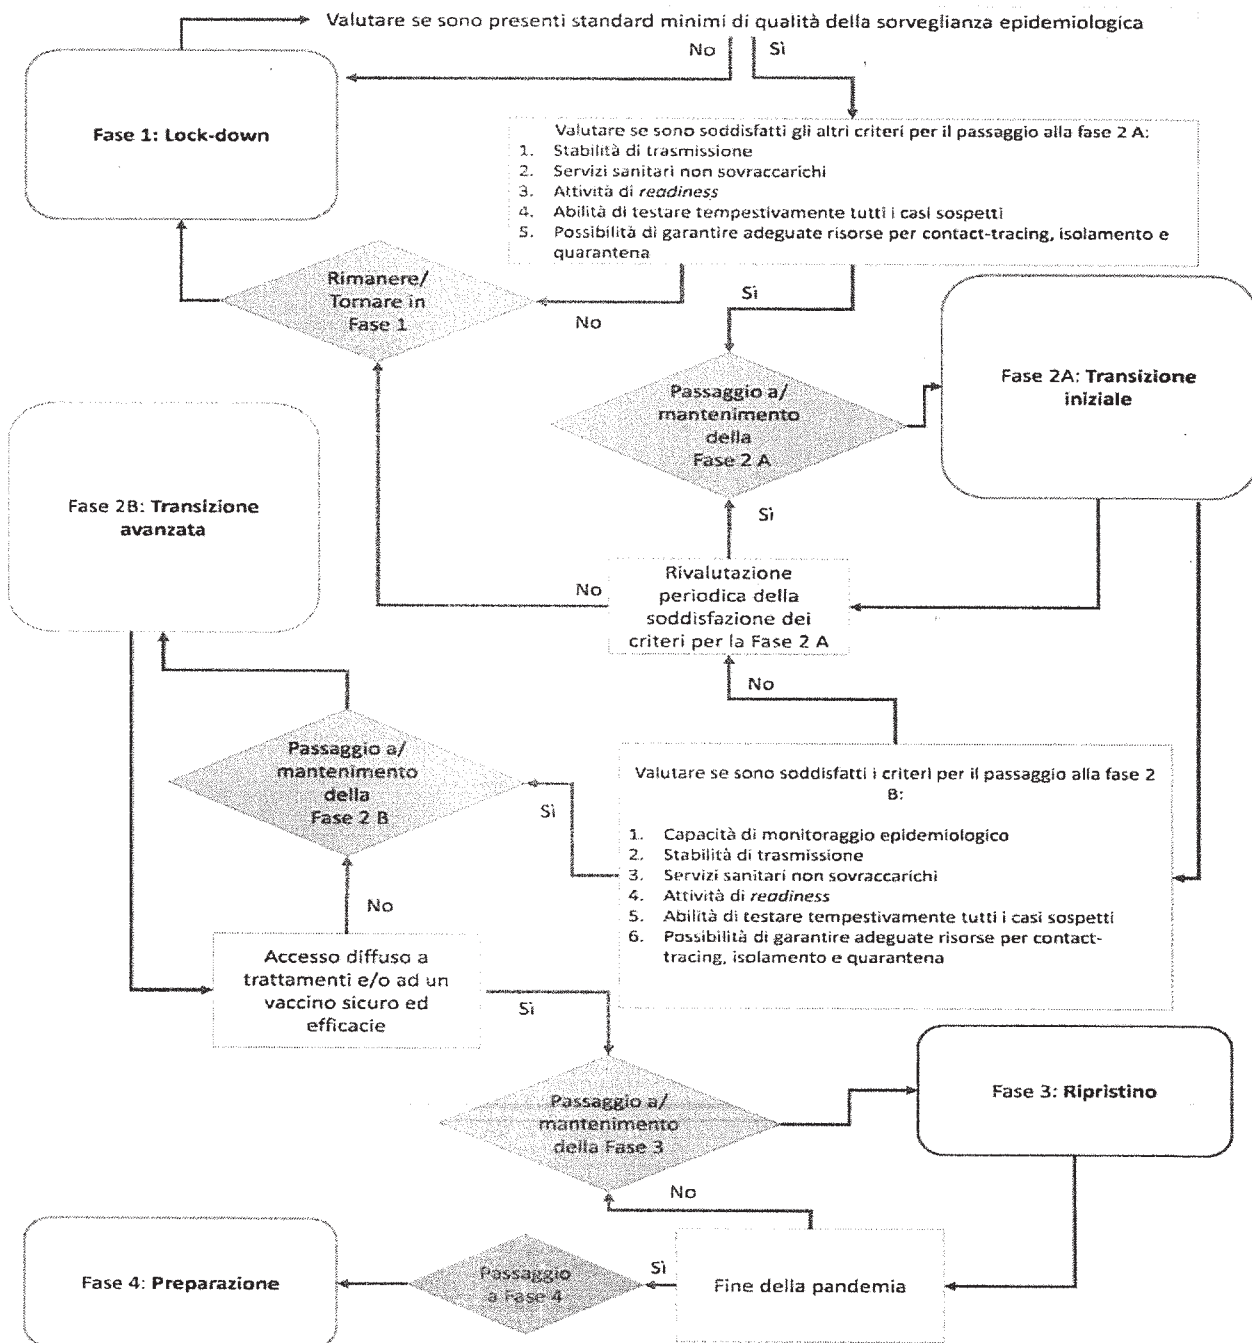 Valutare se sono presenti standard minimi di qualità della sorveglianza epidemiologica
No
Sì
Fase 1: Lock-down
Valutare se sono soddisfatti gli altri criteri per il passaggio alla fase 2 A:
1. Stabilità di trasmissione
2. Servizi sanitari non sovraccarichi
3. Attività di readiness
4. Abilità di testare tempestivamente tutti i casi sospetti
5. Possibilità di garantire adeguate risorse per contact-tracing, isolamento e
quarantena
Rimanere/
Tornare in
Fase 1
No
Sì
Passaggio a/
mantenimento
della
Fase 2 A
Fase 2A: Transizione
iniziale
Fase 2B: Transizione
avanzata
Sì
No
Rivalutazione
periodica della
soddisfazione dei
criteri per la Fase 2 A
No
Passaggio a/
mantenimento
della
Fase 2 B
Sì
Valutare se sono soddisfatti i criteri per il passaggio alla fase 2
B:
1. Capacità di monitoraggio epidemiologico
2. Stabilità di trasmissione
3. Servizi sanitari non sovraccarichi
4. Attività di readiness
5. Abilità di testare tempestivamente tutti i casi sospetti
6. Possibilità di garantire adeguate risorse per contact-
tracing, isolamento e quarantena
No
Accesso diffuso a
trattamenti e/o ad un
vaccino sicuro ed
efficacie
Sì
Passaggio a/
mantenimento
della Fase 3
Fase 3: Ripristino
No
Fase 4: Preparazione
Passaggio
a Fase 4
Sì
Fine della pandemia